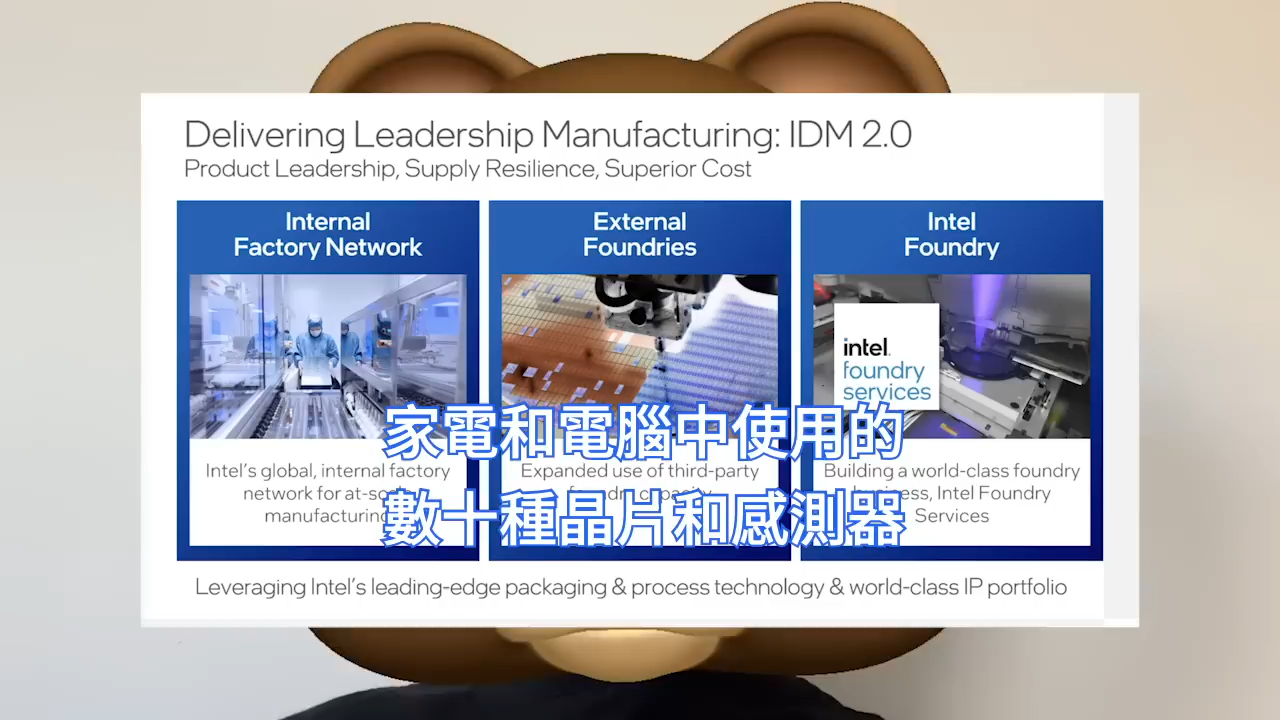 Delivering Leadership Manufacturing: IDM 2.0
Product Leadership, Supply Resilience, Superior Cost
Internal
Factory Network
Intel's global, internal factory
network for at-
manufacturing
External
Foundries
Expanded use of third-party
Intel
Foundry
intel.
foundry
services
Building a world-class foundry
business, Intel Foundry
Services
家電和電腦中使用的
數十種晶片和感測器
Leveraging Intel's leading-edge packaging & process technology & world-class IP portfolio